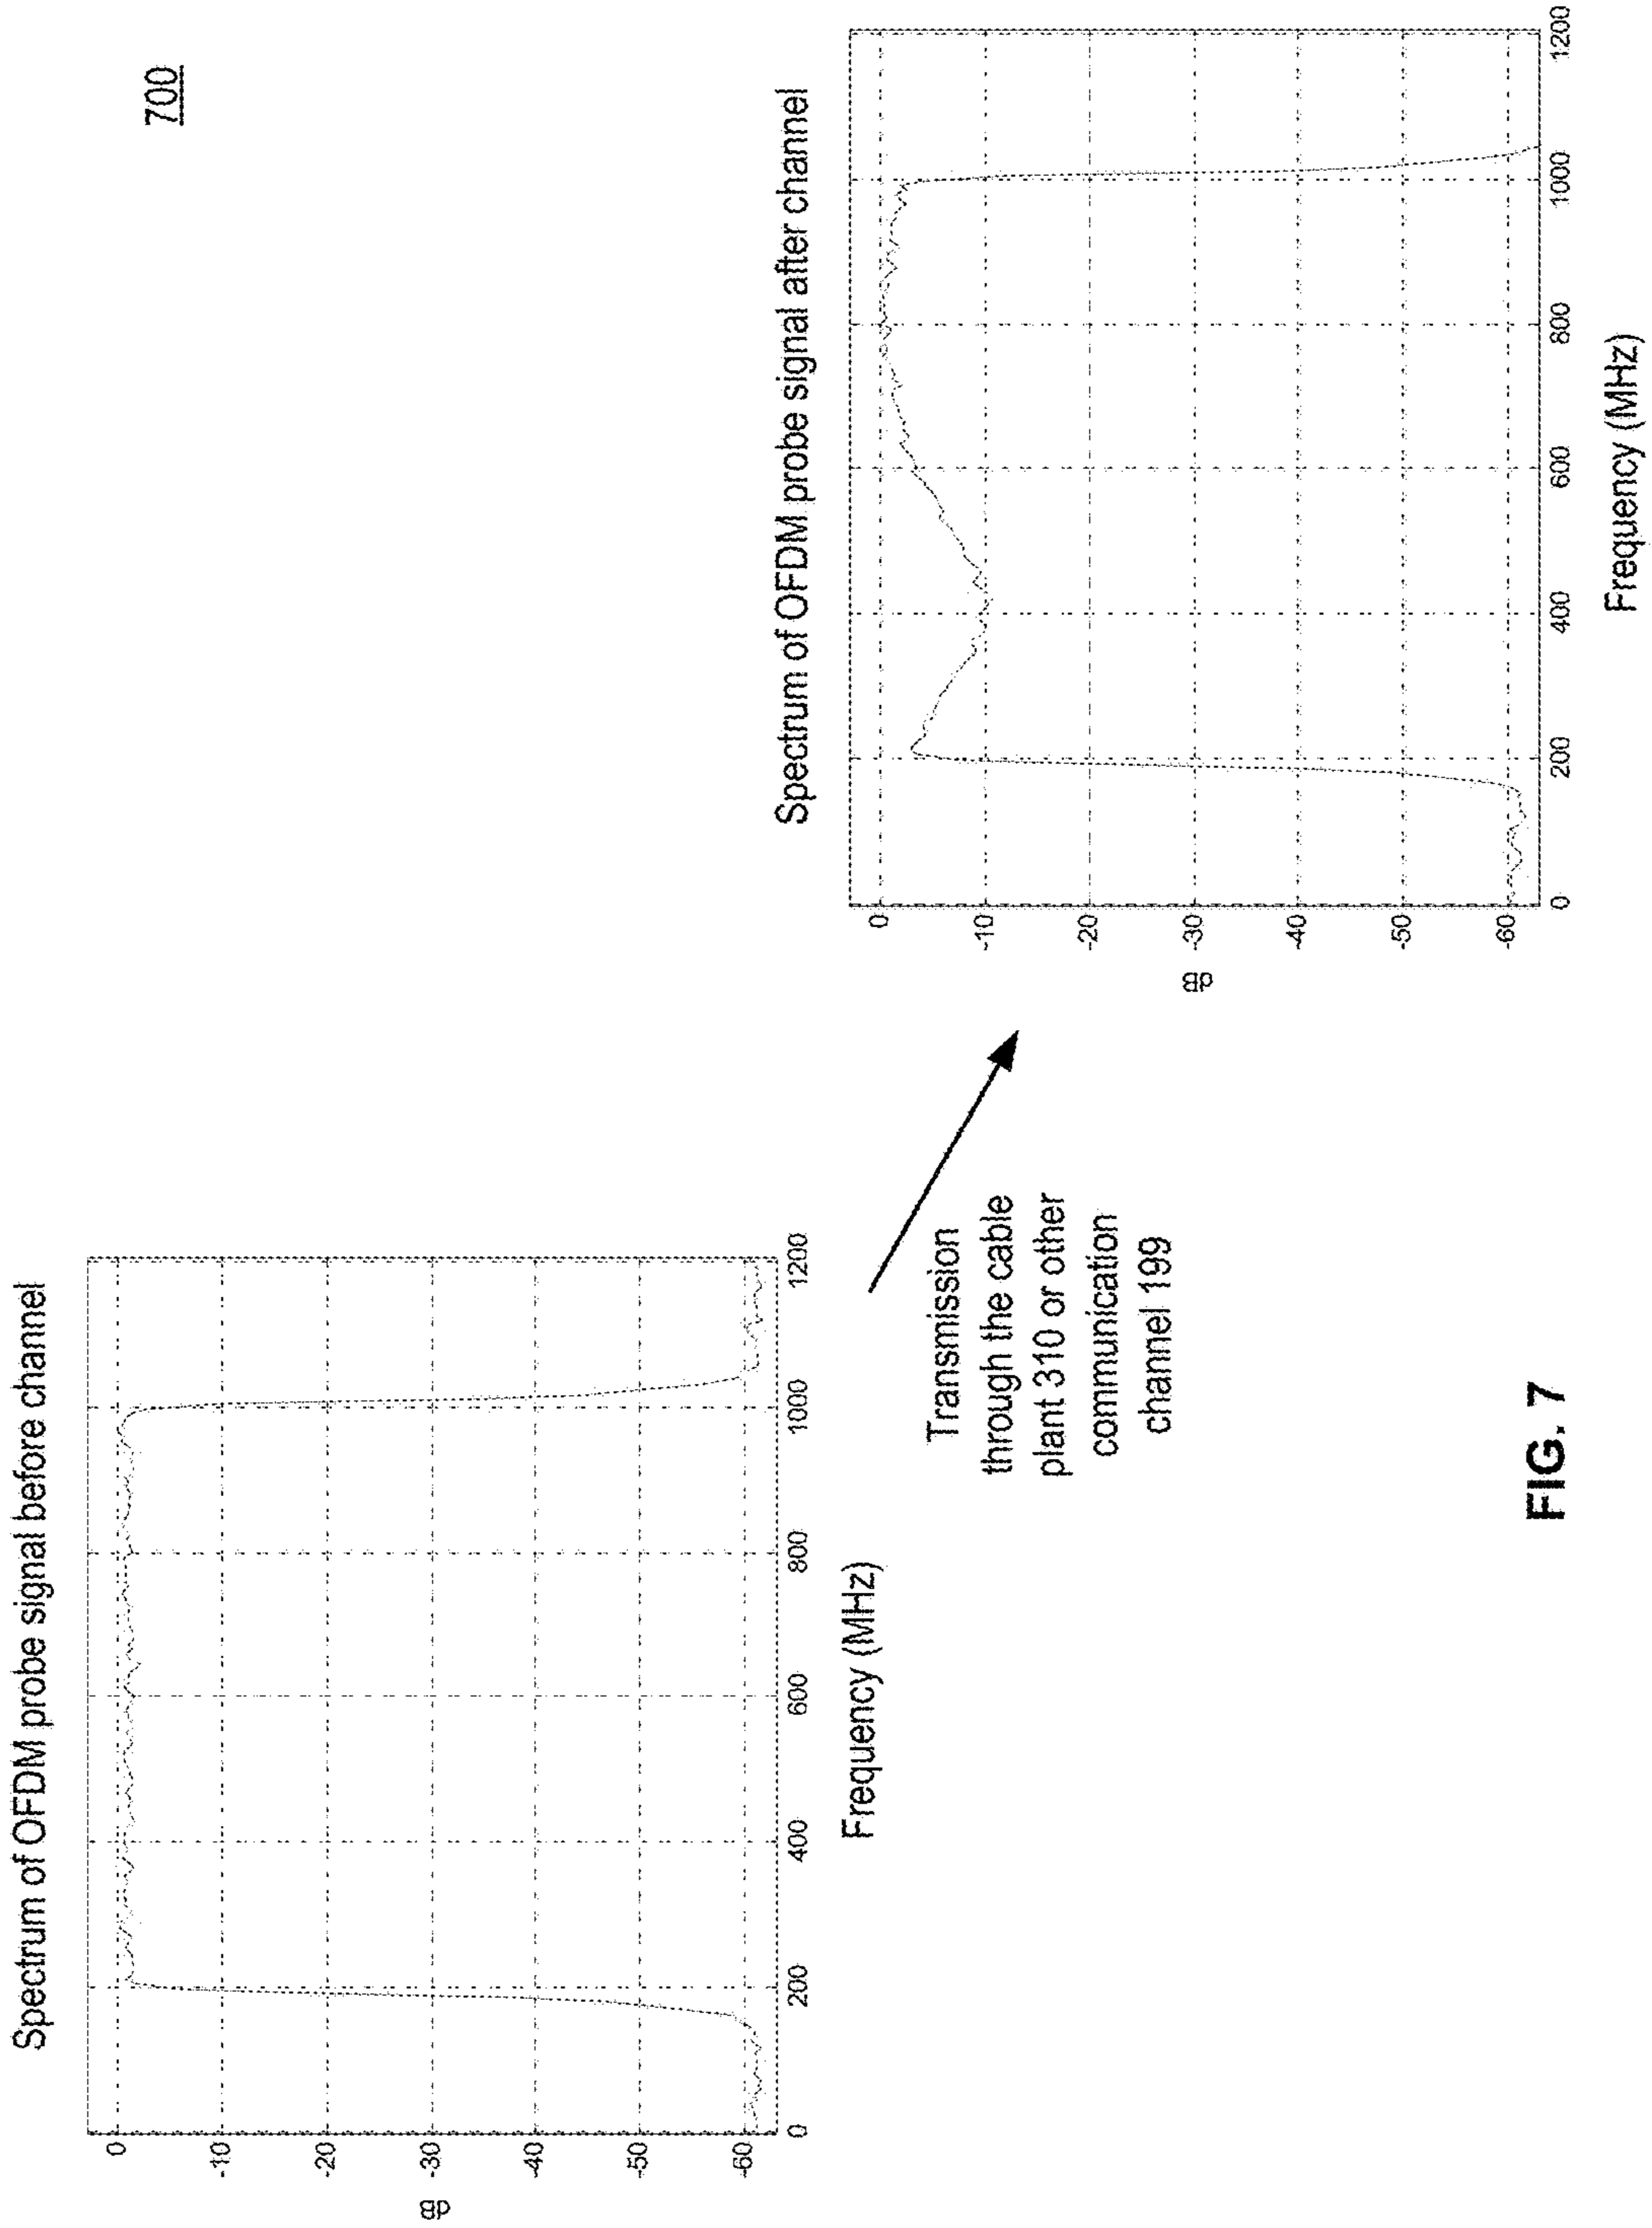 700
Spectrum of OFDM probe signal before channel
0
-10
-20
-30
-40
-50
-60
dB
0
200
400
600
800
1000
1200
Frequency (MHz)
Transmission
through the cable
plant 310 or other
communication
channel 199
Spectrum of OFDM probe signal after channel
0
-10
-20
-30
-40
-50
-60
dB
0
200
400
600
800
1000
1200
Frequency (MHz)
FIG. 7